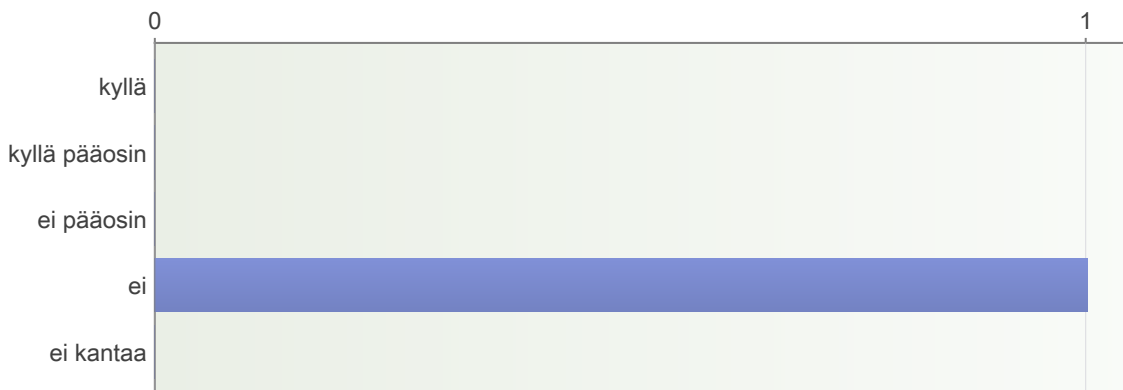 0 1
kyllä
kyllä pääosin
ei pääosin
ei
ei kantaa